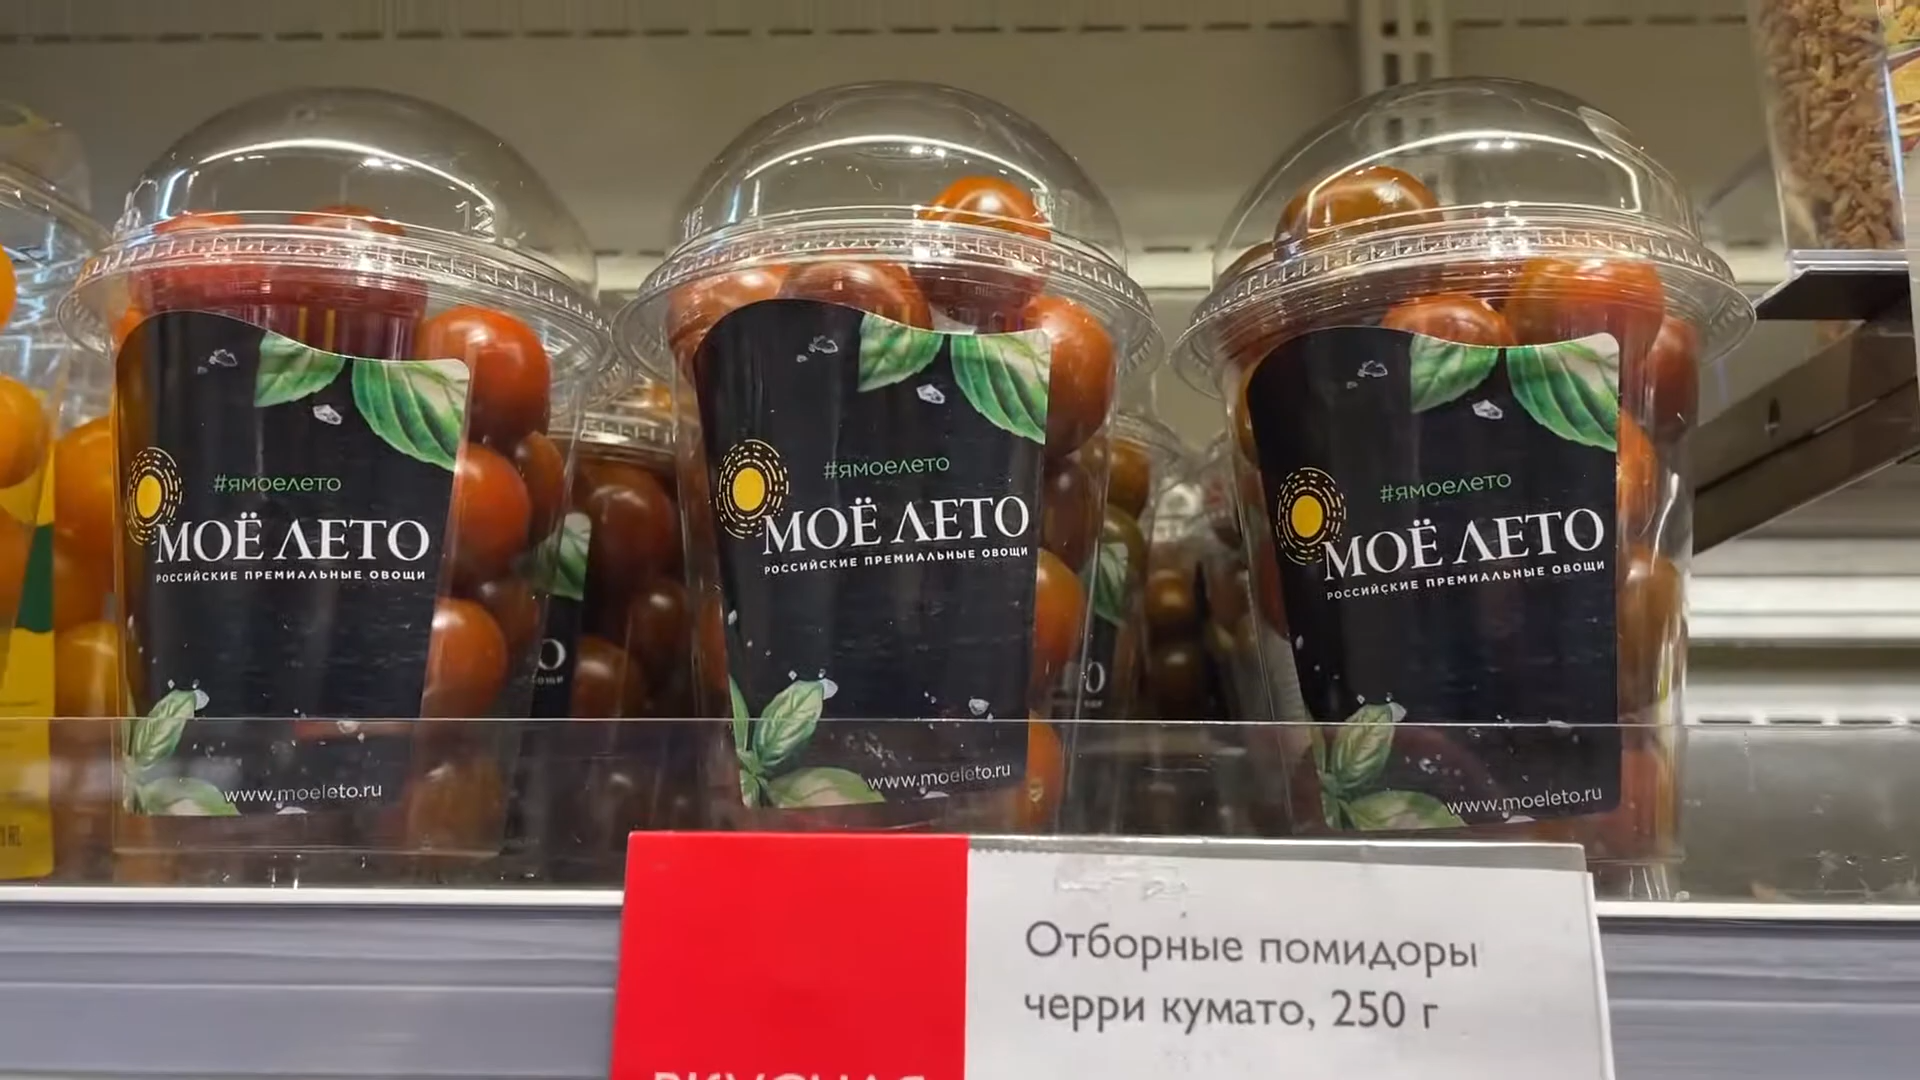 #ямоелето
МОЁ ЛЕТО
РОССИЙСКИЕ ПРЕМИАЛЬНЫЕ ОВОЩИ
www.moeleto.ru
#ямоелето
МОЁ ЛЕТО
РОССИЙСКИЕ ПРЕМИАЛЬНЫЕ ОВОЩИ
www.moeleto.ru
#ямоелето
МОЁ ЛЕТО
РОССИЙСКИЕ ПРЕМИАЛЬНЫЕ ОВОЩИ
www.moeleto.ru
Отборные помидоры
черри кумато, 250 г
ВКУСНАЯ